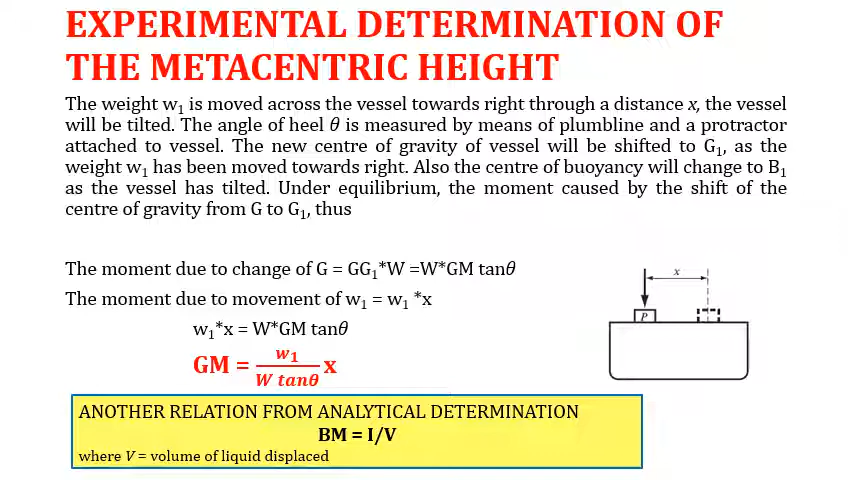 EXPERIMENTAL DETERMINATION OF
THE METACENTRIC HEIGHT
The weight w₁ is moved across the vessel towards right through a distance x, the vessel
will be tilted. The angle of heel θ is measured by means of plumbline and a protractor
attached to vessel. The new centre of gravity of vessel will be shifted to G₁, as the
weight w₁ has been moved towards right. Also the centre of buoyancy will change to B₁
as the vessel has tilted. Under equilibrium, the moment caused by the shift of the
centre of gravity from G to G₁, thus
The moment due to change of G = GG₁*W =W*GM tanθ
The moment due to movement of w₁ = w₁ *x
w₁*x = W*GM tanθ
GM = w₁ / W tanθ x
x
P
ANOTHER RELATION FROM ANALYTICAL DETERMINATION
BM = I/V
where V = volume of liquid displaced